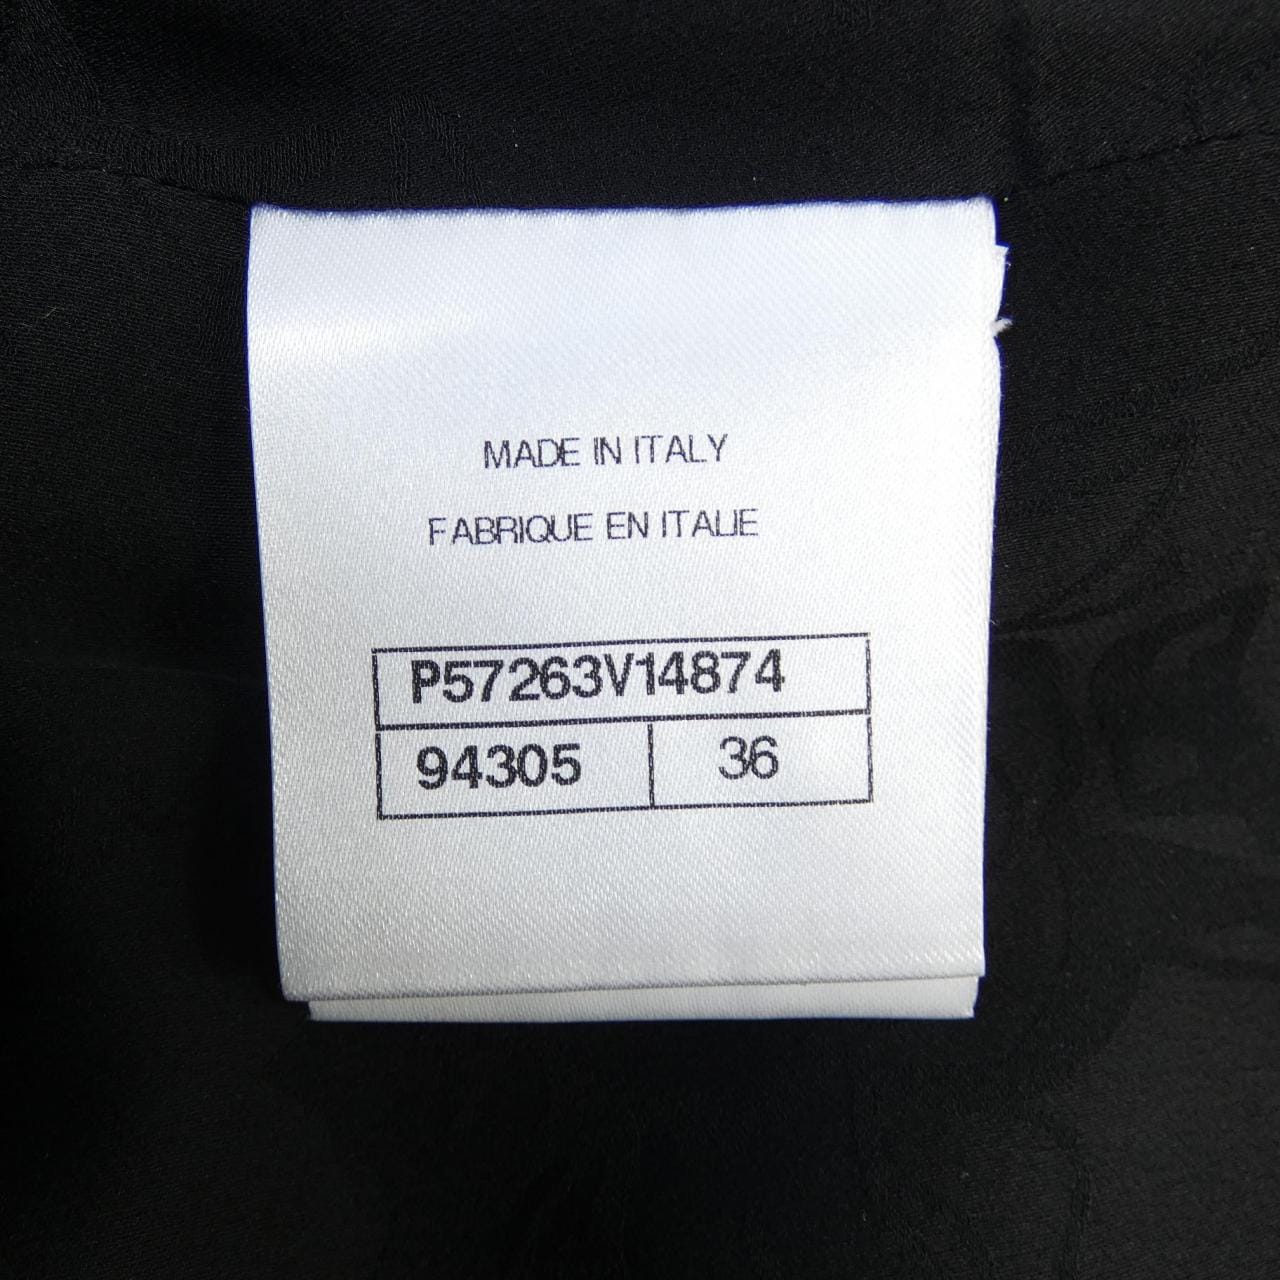 MADE IN ITALY
FABRIQUE EN ITALIE
P57263V14874
94305 36